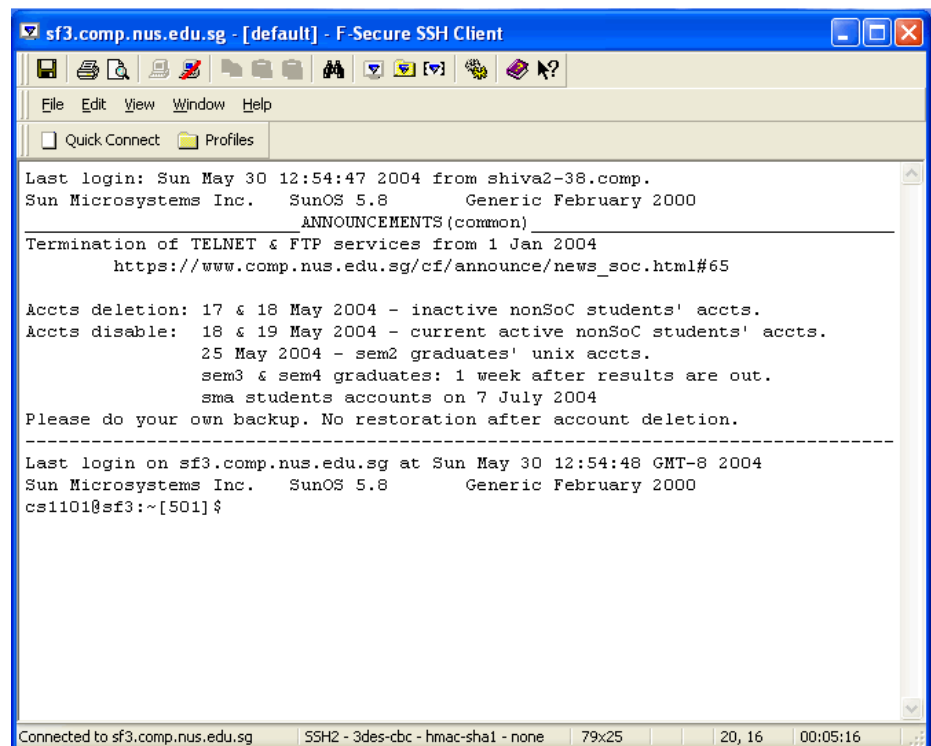 sf3.comp.nus.edu.sg - [default] - F-Secure SSH Client
File Edit View Window Help
Quick Connect Profiles
Last login: Sun May 30 12:54:47 2004 from shiva2-38.comp.
Sun Microsystems Inc.   SunOS 5.8       Generic February 2000
_________________________ANNOUNCEMENTS(common)_________________________________
Termination of TELNET & FTP services from 1 Jan 2004
        https://www.comp.nus.edu.sg/cf/announce/news_soc.html#65
Accts deletion: 17 & 18 May 2004 - inactive nonSoC students' accts.
Accts disable:  18 & 19 May 2004 - current active nonSoC students' accts.
                25 May 2004 - sem2 graduates' unix accts.
                sem3 & sem4 graduates: 1 week after results are out.
                sma students accounts on 7 July 2004
Please do your own backup. No restoration after account deletion.
-------------------------------------------------------------------------------
Last login on sf3.comp.nus.edu.sg at Sun May 30 12:54:48 GMT-8 2004
Sun Microsystems Inc.   SunOS 5.8       Generic February 2000
cs1101@sf3:~[501]$
Connected to sf3.comp.nus.edu.sg SSH2 - 3des-cbc - hmac-sha1 - none 79x25 20, 16 00:05:16